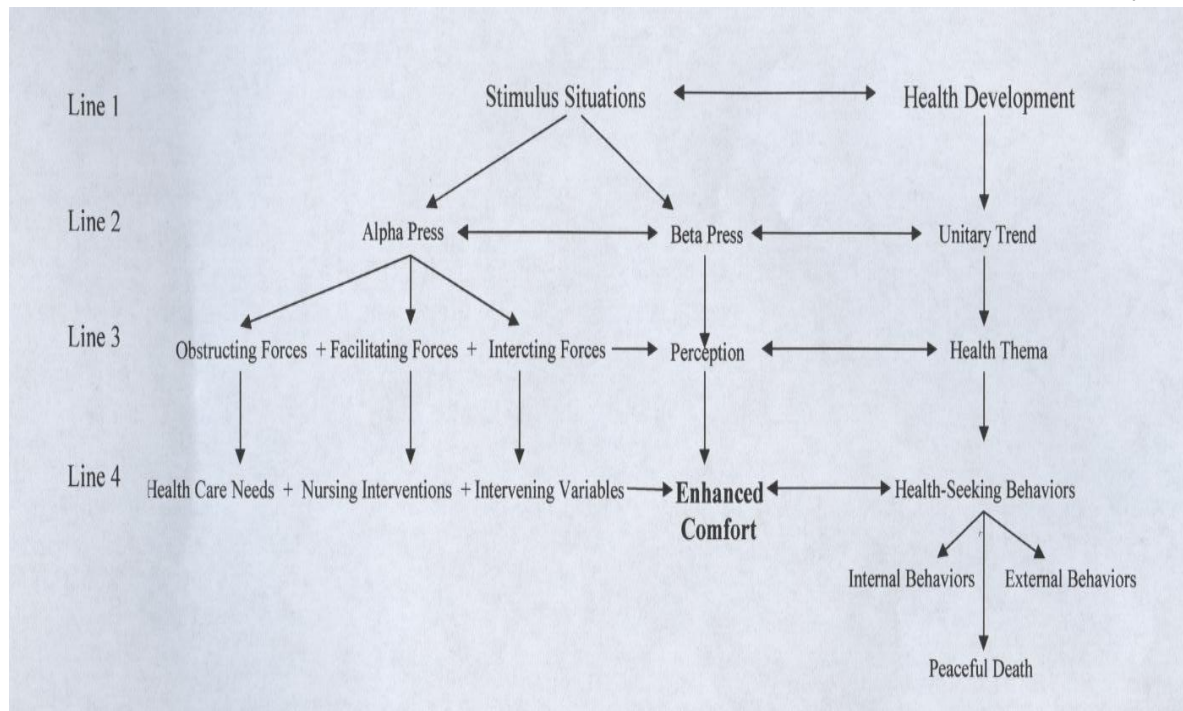 Line 1 Stimulus Situations Health Development
Line 2 Alpha Press Beta Press Unitary Trend
Line 3 Obstructing Forces + Facilitating Forces + Intercting Forces Perception Health Thema
Line 4 Health Care Needs + Nursing Interventions + Intervening Variables Enhanced Comfort Health-Seeking Behaviors
Internal Behaviors External Behaviors
Peaceful Death